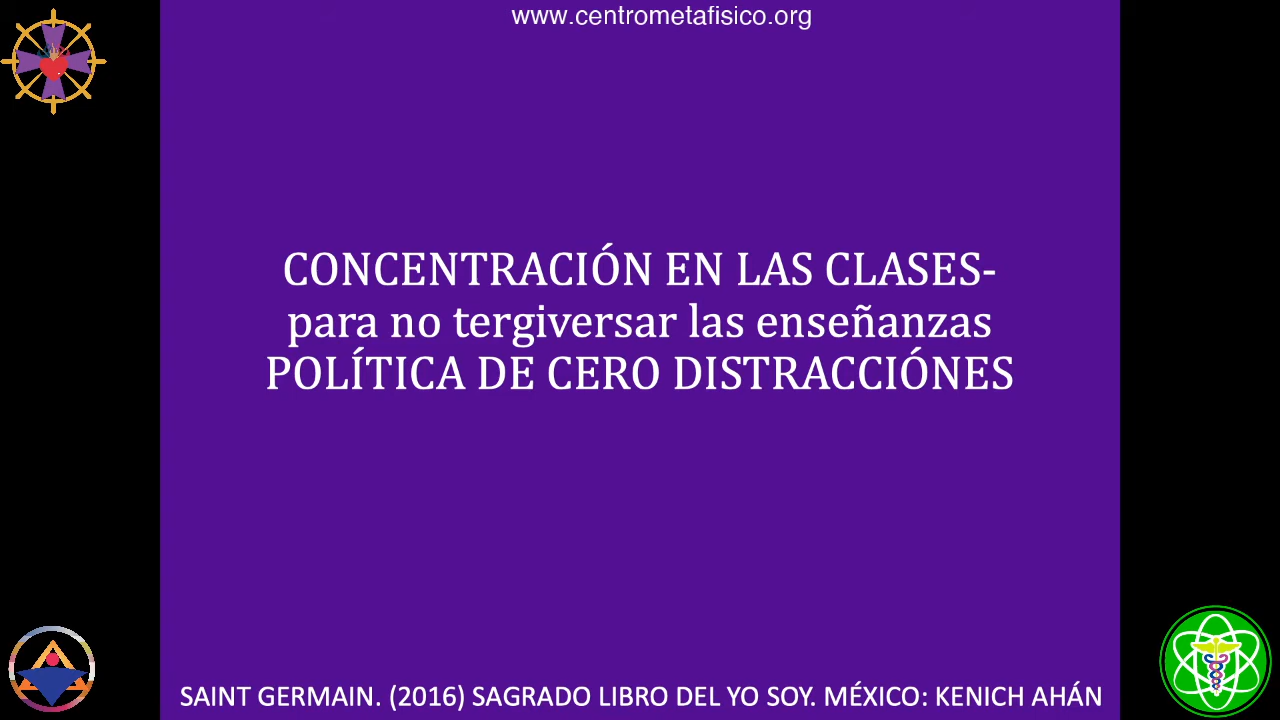 www.centrometafisico.org
CONCENTRACIÓN EN LAS CLASES-
para no tergiversar las enseñanzas
POLÍTICA DE CERO DISTRACCIÓNES
SAINT GERMAIN. (2016) SAGRADO LIBRO DEL YO SOY. MÉXICO: KENICH AHÁN